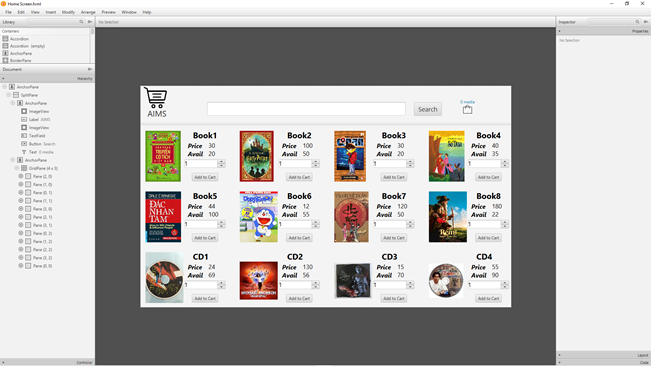 Home Screen.fxml
File Edit View Insert Modify Arrange Preview Window Help
Library
No Selection
Inspector
Containers
Properties
Accordion
No Selection
Accordion (empty)
AnchorPane
BorderPane
Document
Hierarchy
AnchorPane
SplitPane
AnchorPane
ImageView
Label AIMS
ImageView
TextField
Button Search
Text 0 media
AnchorPane
GridPane (4 x 3)
Pane (2, 0)
Pane (1, 0)
Pane (0, 1)
Pane (1, 1)
Pane (3, 0)
Pane (3, 1)
Pane (2, 1)
Pane (0, 2)
Pane (1, 2)
Pane (2, 2)
Pane (3, 2)
Pane (0, 0)
Controller
Layout
Code
AIMS
Search
0 media
Book1
Price 30
Avail 20
1
Add to Cart
Book2
Price 100
Avail 50
1
Add to Cart
Book3
Price 30
Avail 20
1
Add to Cart
Book4
Price 40
Avail 35
1
Add to Cart
TRUYỆN
CỔ TÍCH
Book5
Price 44
Avail 100
1
Add to Cart
ĐẮC
NHÂN
TÂM
Book6
Price 12
Avail 55
1
Add to Cart
Book7
Price 120
Avail 50
1
Add to Cart
Book8
Price 180
Avail 22
1
Add to Cart
CD1
Price 24
Avail 69
1
Add to Cart
CD2
Price 130
Avail 56
1
Add to Cart
CD3
Price 15
Avail 70
1
Add to Cart
CD4
Price 55
Avail 90
1
Add to Cart